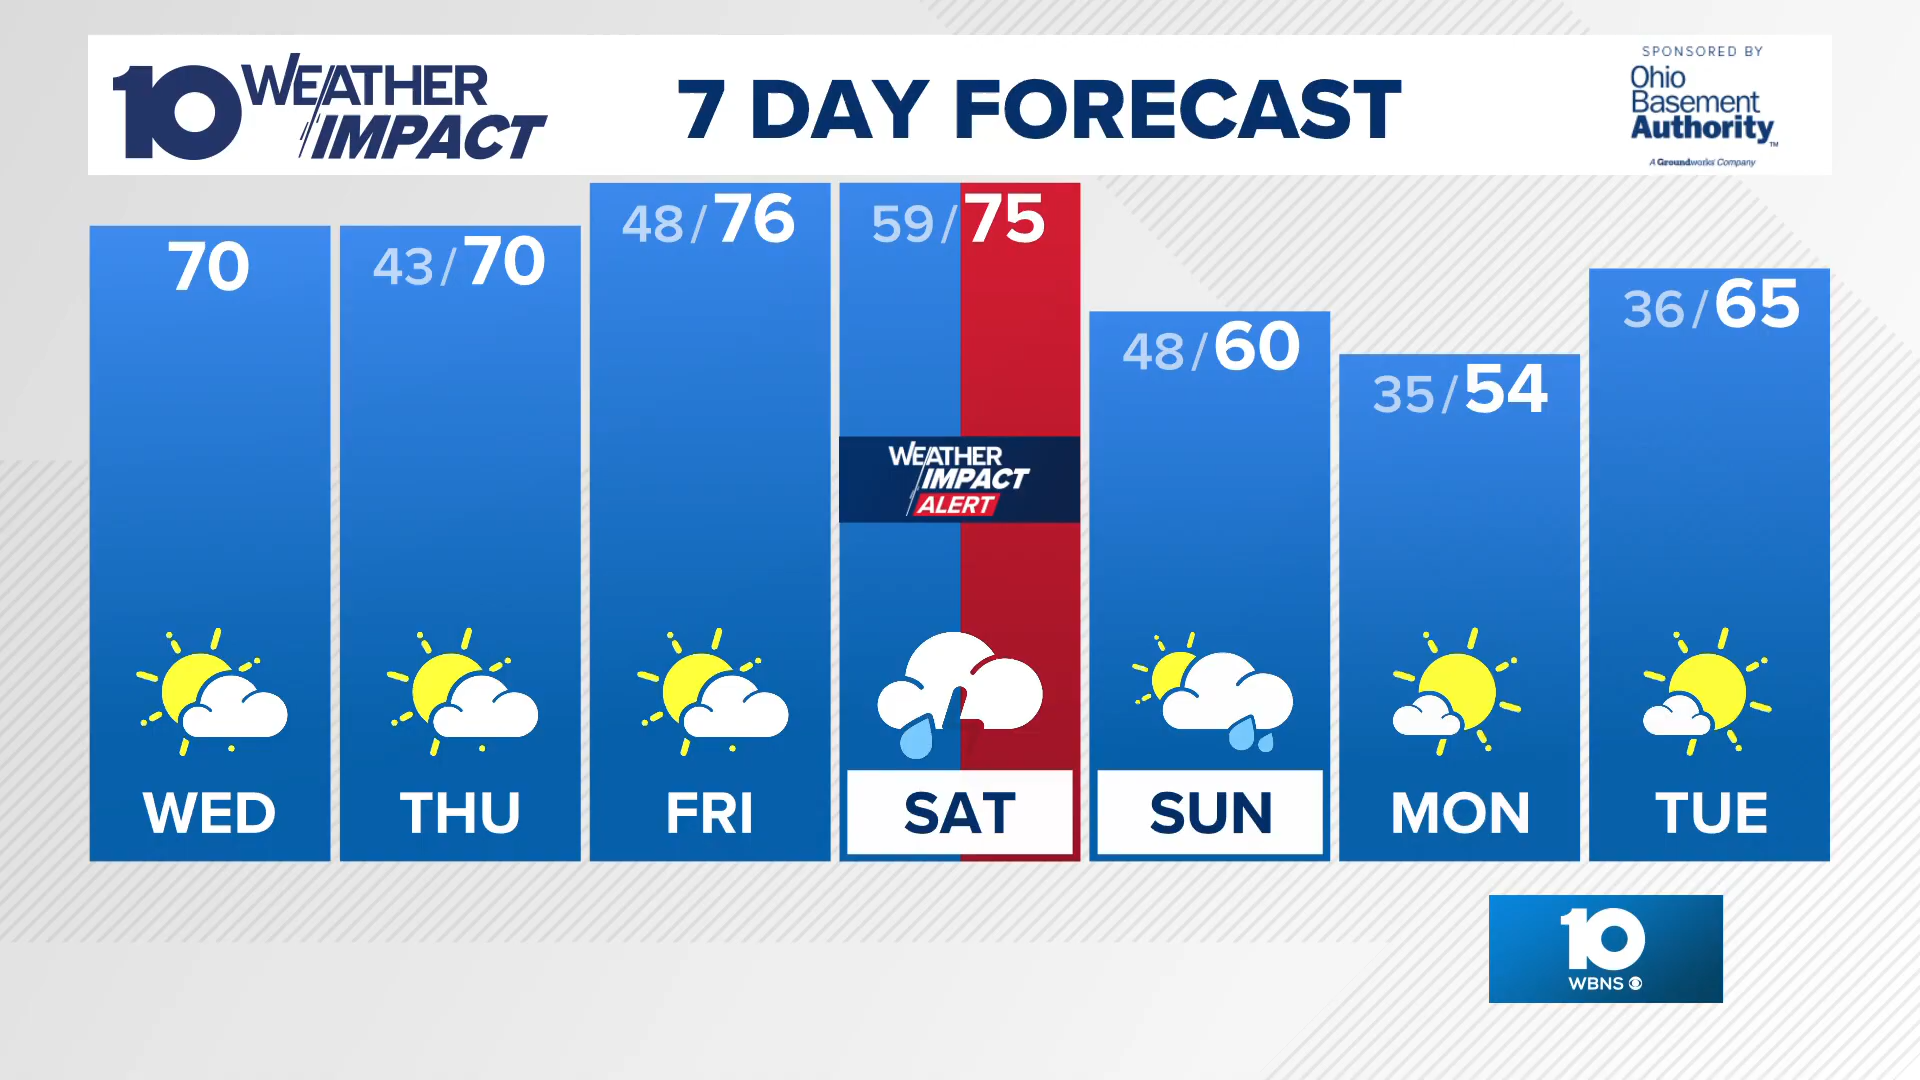 10 WEATHER
IMPACT
7 DAY FORECAST
SPONSORED BY
Ohio
Basement
Authority™
A Groundworks Company
70
43/70
48/76
59/75
48/60
35/54
36/65
WEATHER
IMPACT
ALERT
WED
THU
FRI
SAT
SUN
MON
TUE
10
WBNS